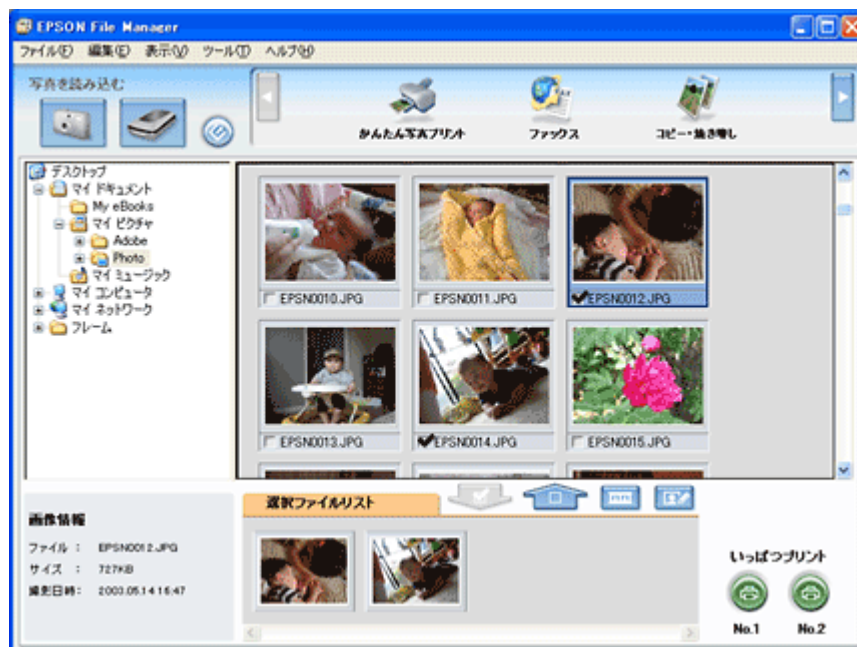 EPSON File Manager
ファイル(F) 編集(E) 表示(V) ツール(T) ヘルプ(H)
写真を読み込む
かんたん写真プリント ファックス コピー・焼き増し
デスクトップ
マイ ドキュメント
My eBooks
マイ ピクチャ
Adobe
Photo
マイ ミュージック
マイ コンピュータ
マイ ネットワーク
フレーム
EPSN0010.JPG EPSN0011.JPG EPSN0012.JPG
EPSN0013.JPG EPSN0014.JPG EPSN0015.JPG
選択ファイルリスト
画像情報
ファイル : EPSN0012.JPG
サイズ : 727KB
撮影日時: 2003.05.14 16:47
いっぱつプリント
No.1 No.2